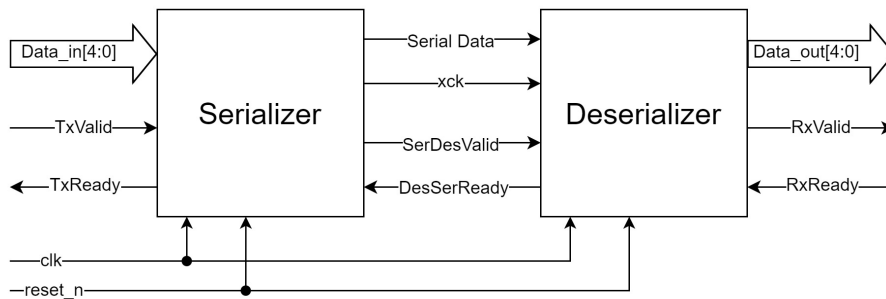 Data_in[4:0]
Serial Data
Data_out[4:0]
xck
Serializer
Deserializer
TxValid
SerDesValid
RxValid
TxReady
DesSerReady
RxReady
clk
reset_n